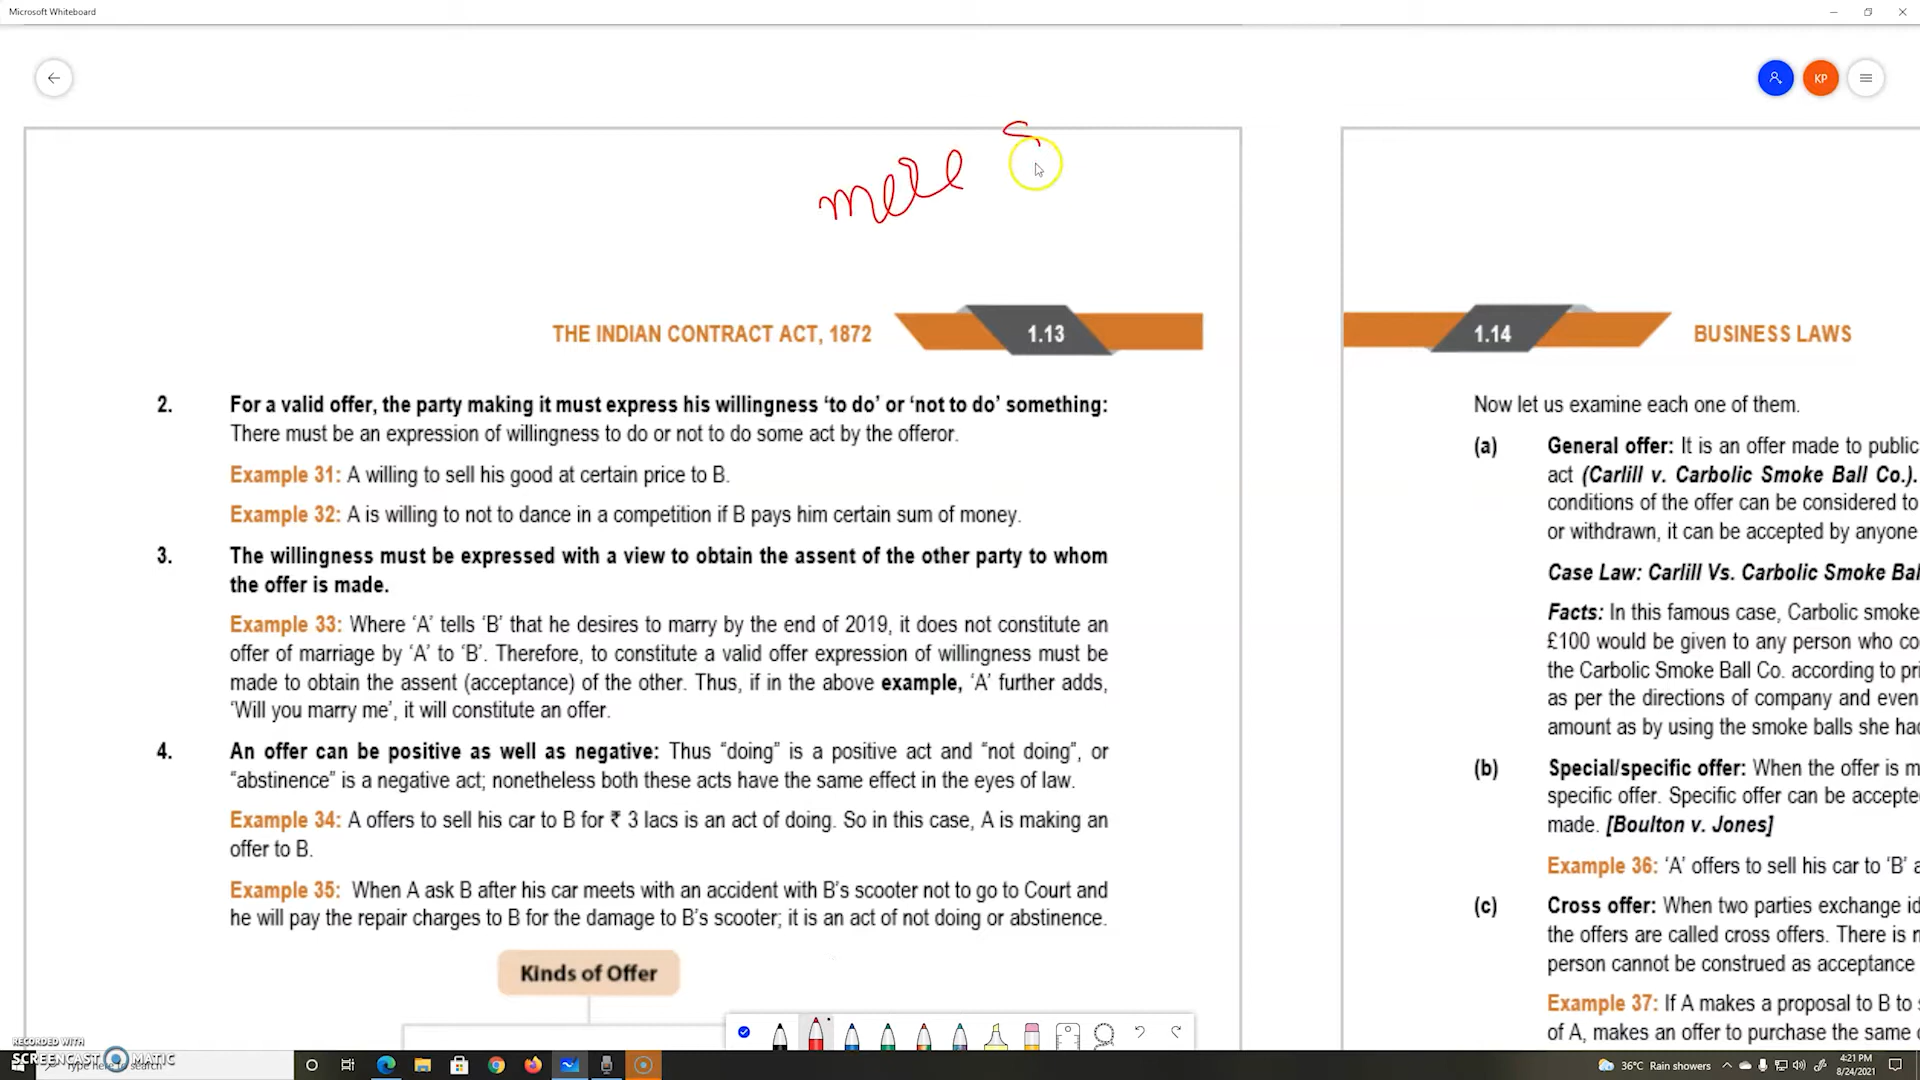 Microsoft Whiteboard
KP
mere s
THE INDIAN CONTRACT ACT, 1872
1.13
2. For a valid offer, the party making it must express his willingness ‘to do’ or ‘not to do’ something:
There must be an expression of willingness to do or not to do some act by the offeror.
Example 31: A willing to sell his good at certain price to B.
Example 32: A is willing to not to dance in a competition if B pays him certain sum of money.
3. The willingness must be expressed with a view to obtain the assent of the other party to whom
the offer is made.
Example 33: Where ‘A’ tells ‘B’ that he desires to marry by the end of 2019, it does not constitute an
offer of marriage by ‘A’ to ‘B’. Therefore, to constitute a valid offer expression of willingness must be
made to obtain the assent (acceptance) of the other. Thus, if in the above example, ‘A’ further adds,
‘Will you marry me’, it will constitute an offer.
4. An offer can be positive as well as negative: Thus “doing” is a positive act and “not doing”, or
“abstinence” is a negative act; nonetheless both these acts have the same effect in the eyes of law.
Example 34: A offers to sell his car to B for ₹ 3 lacs is an act of doing. So in this case, A is making an
offer to B.
Example 35: When A ask B after his car meets with an accident with B’s scooter not to go to Court and
he will pay the repair charges to B for the damage to B’s scooter; it is an act of not doing or abstinence.
Kinds of Offer
1.14
BUSINESS LAWS
Now let us examine each one of them.
(a) General offer: It is an offer made to public
act (Carlill v. Carbolic Smoke Ball Co.).
conditions of the offer can be considered to
or withdrawn, it can be accepted by anyone
Case Law: Carlill Vs. Carbolic Smoke Bal
Facts: In this famous case, Carbolic smoke
£100 would be given to any person who co
the Carbolic Smoke Ball Co. according to pri
as per the directions of company and even
amount as by using the smoke balls she had
(b) Special/specific offer: When the offer is m
specific offer. Specific offer can be accepte
made. [Boulton v. Jones]
Example 36: ‘A’ offers to sell his car to ‘B’ a
(c) Cross offer: When two parties exchange id
the offers are called cross offers. There is n
person cannot be construed as acceptance
Example 37: If A makes a proposal to B to s
of A, makes an offer to purchase the same c
RECORDED WITH
SCREENCAST MATIC
Type here to search
36°C Rain showers
4:21 PM
8/24/2021